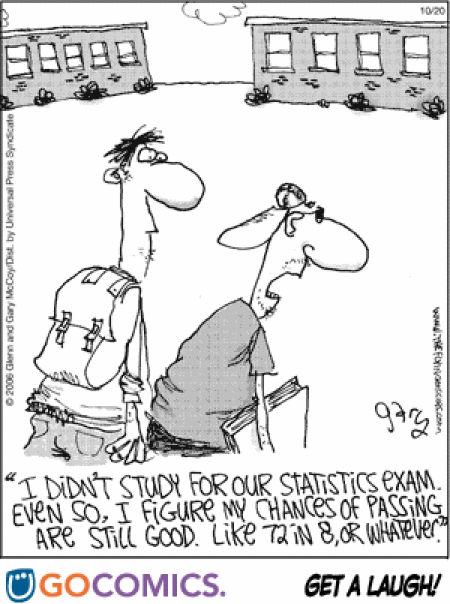 10/20
© 2006 Glenn and Gary McCoy/Dist. by Universal Press Syndicate
"I DIDN'T STUDY FOR OUR STATISTICS EXAM.
EVEN SO, I FIGURE MY CHANCES OF PASSING
ARE STILL GOOD. LIKE 72 IN 8, OR WHATEVER."
GOCOMICS.
GET A LAUGH!